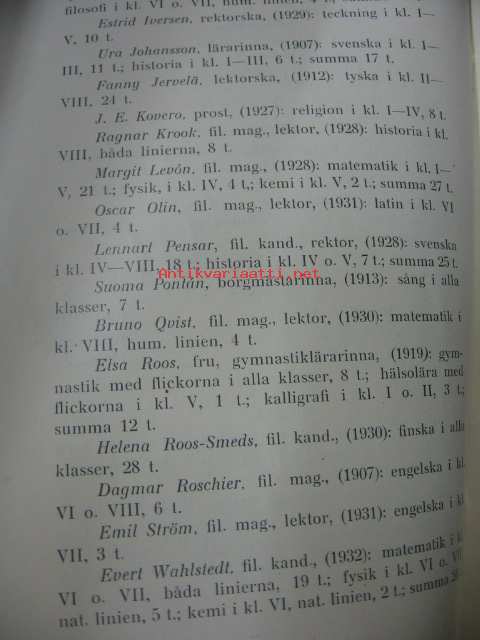 filosofi i kl. VI o. VII, hum. linien, 4 t.; summa
Estrid Iversen, rektorska, (1929): teckning i kl. I—
V, 10 t.
Ura Johansson, lärarinna, (1907): svenska i kl. I—
III, 11 t.; historia i kl. I—III, 6 t.; summa 17 t.
Fanny Jervelä, lektorska, (1912): tyska i kl. II—
VIII, 24 t.
J. E. Kovero, prost, (1927): religion i kl. I—IV, 8 t.
Ragnar Krook, fil. mag., lektor, (1928): historia i kl.
VIII, båda linierna, 8 t.
Margit Levón, fil. mag., (1928): matematik i kl. I—
V, 21 t.; fysik, i kl. IV, 4 t.; kemi i kl. V, 2 t.; summa 27 t.
Oscar Olin, fil. mag., lektor, (1931): latin i kl. VI
o. VII, 4 t.
Lennart Pensar, fil. kand., rektor, (1928): svenska
i kl. IV—VIII, 18 t.; historia i kl. IV o. V, 7 t.; summa 25 t.
Antikvariaatti.net
Suoma Pontán, borgmästarinna, (1913): sång i alla
klasser, 7 t.
Bruno Qvist, fil. mag., lektor, (1930): matematik i
kl. VIII, hum. linien, 4 t.
Elsa Roos, fru, gymnastiklärarinna, (1919): gym-
nastik med flickorna i alla klasser, 8 t.; hälsolära med
flickorna i kl. V, 1 t.; kalligrafi i kl. I o. II, 3 t.;
summa 12 t.
Helena Roos-Smeds, fil. kand., (1930): finska i alla
klasser, 28 t.
Dagmar Roschier, fil. mag., (1907): engelska i kl.
VI o. VIII, 6 t.
Emil Ström, fil. mag., lektor, (1931): engelska i kl
VII, 3 t.
Evert Wahlstedt, fil. kand., (1932): matematik i kl.
VI o. VII, båda linierna, 19 t.; fysik i kl. VI o. VII
nat. linien, 5 t.; kemi i kl. VI, nat. linien, 2 t.; summa